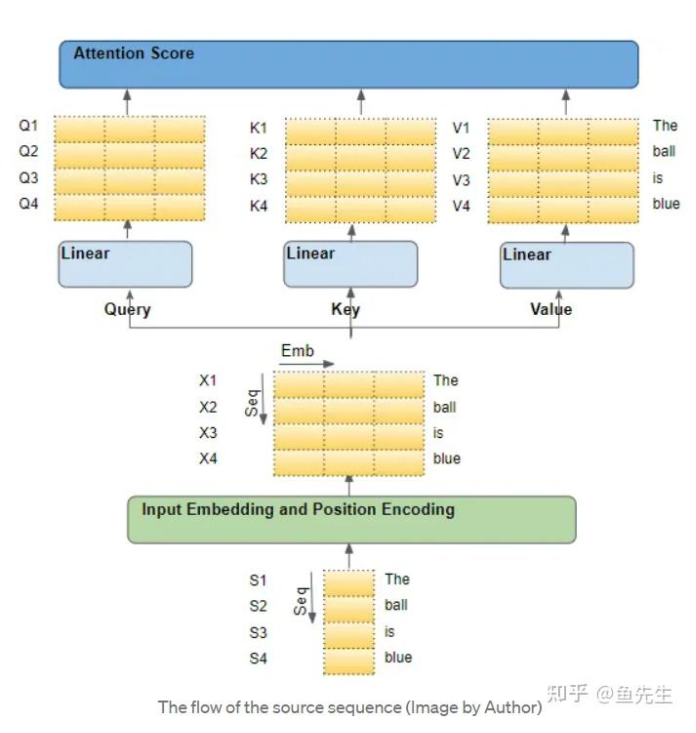 Attention Score
Q1 K1 V1 The
Q2 K2 V2 ball
Q3 K3 V3 is
Q4 K4 V4 blue
Linear Linear Linear
Query Key Value
Emb
Seq
X1 The
X2 ball
X3 is
X4 blue
Input Embedding and Position Encoding
Seq
S1 The
S2 ball
S3 is
S4 blue
The flow of the source sequence (Image by Author)
知乎 @鱼先生